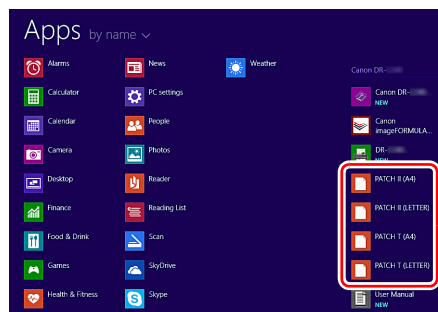 Apps by name
Alarms
Calculator
Calendar
Camera
Desktop
Finance
Food & Drink
Games
Health & Fitness
News
PC settings
People
Photos
Reader
Reading List
Scan
SkyDrive
Skype
Weather
Canon DR-
Canon DR-
NEW
Canon
imageFORMULA...
DR-
NEW
PATCH II (A4)
PATCH II (LETTER)
PATCH T (A4)
PATCH T (LETTER)
User Manual
NEW